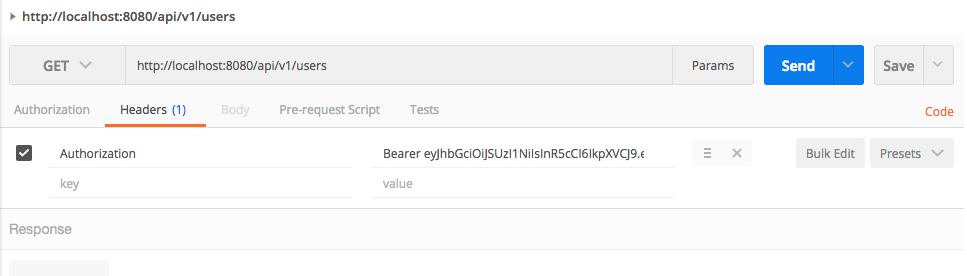 http://localhost:8080/api/v1/users
GET http://localhost:8080/api/v1/users Params Send Save
Authorization Headers (1) Body Pre-request Script Tests Code
Authorization Bearer eyJhbGciOiJSUzI1NiIsInR5cCI6IkpXVCJ9.e Bulk Edit Presets
key value
Response